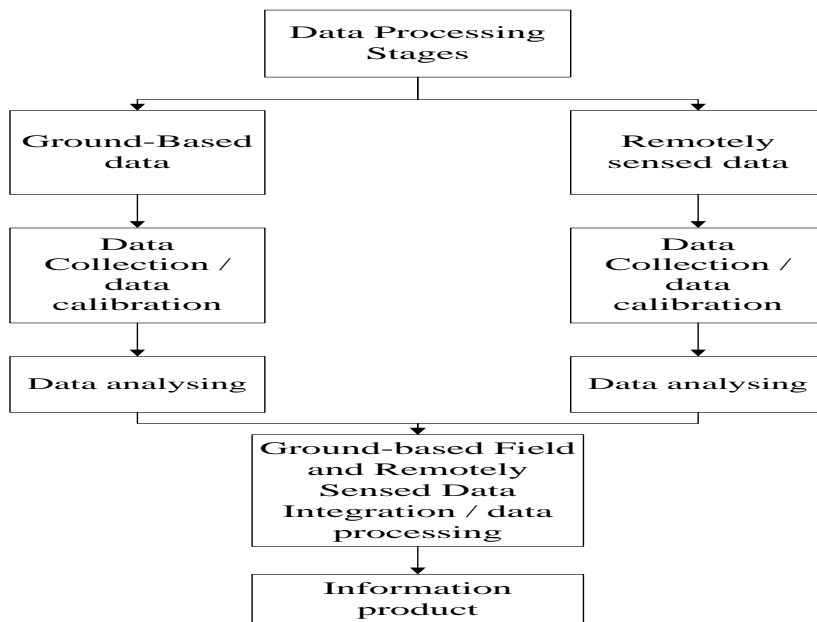 Data Processing
Stages
Ground-Based
data
Remotely
sensed data
Data
Collection /
data
calibration
Data
Collection /
data
calibration
Data analysing
Data analysing
Ground-based Field
and Remotely
Sensed Data
Integration / data
processing
Information
product